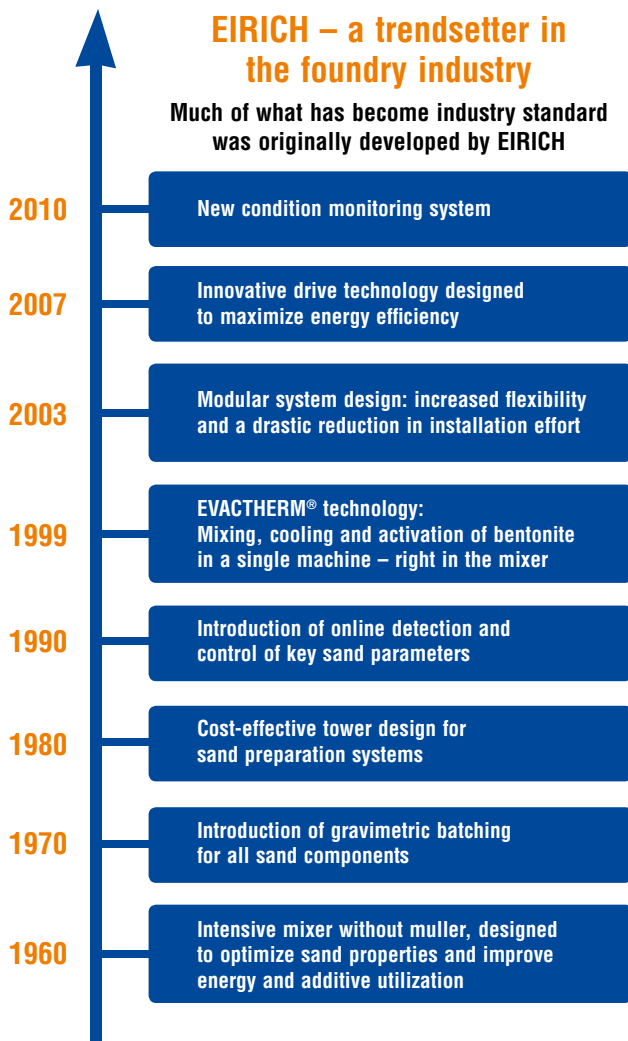 EIRICH – a trendsetter in
the foundry industry
Much of what has become industry standard
was originally developed by EIRICH
2010
New condition monitoring system
2007
Innovative drive technology designed
to maximize energy efficiency
2003
Modular system design: increased flexibility
and a drastic reduction in installation effort
1999
EVACTHERM® technology:
Mixing, cooling and activation of bentonite
in a single machine – right in the mixer
1990
Introduction of online detection and
control of key sand parameters
1980
Cost-effective tower design for
sand preparation systems
1970
Introduction of gravimetric batching
for all sand components
1960
Intensive mixer without muller, designed
to optimize sand properties and improve
energy and additive utilization